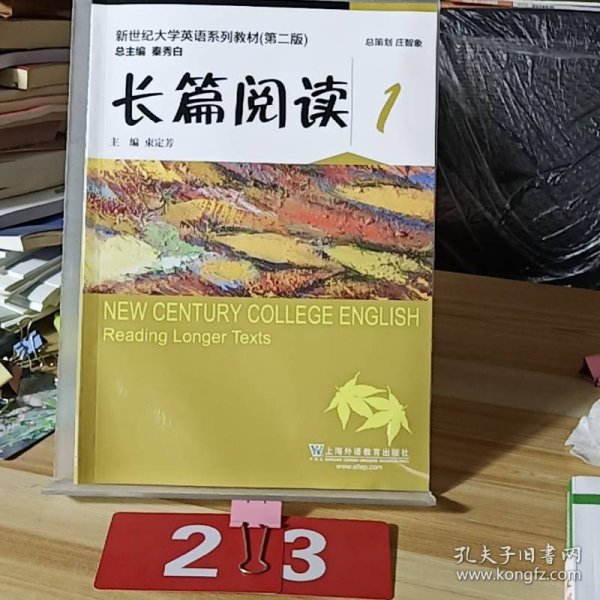 新世纪大学英语系列教材(第二版)
总主编 秦秀白
总策划 庄智象
长篇阅读 1
主 编 束定芳
NEW CENTURY COLLEGE ENGLISH
Reading Longer Texts
上海外语教育出版社
www.sflep.com
2 3
孔夫子旧书网
www.kongfz.com